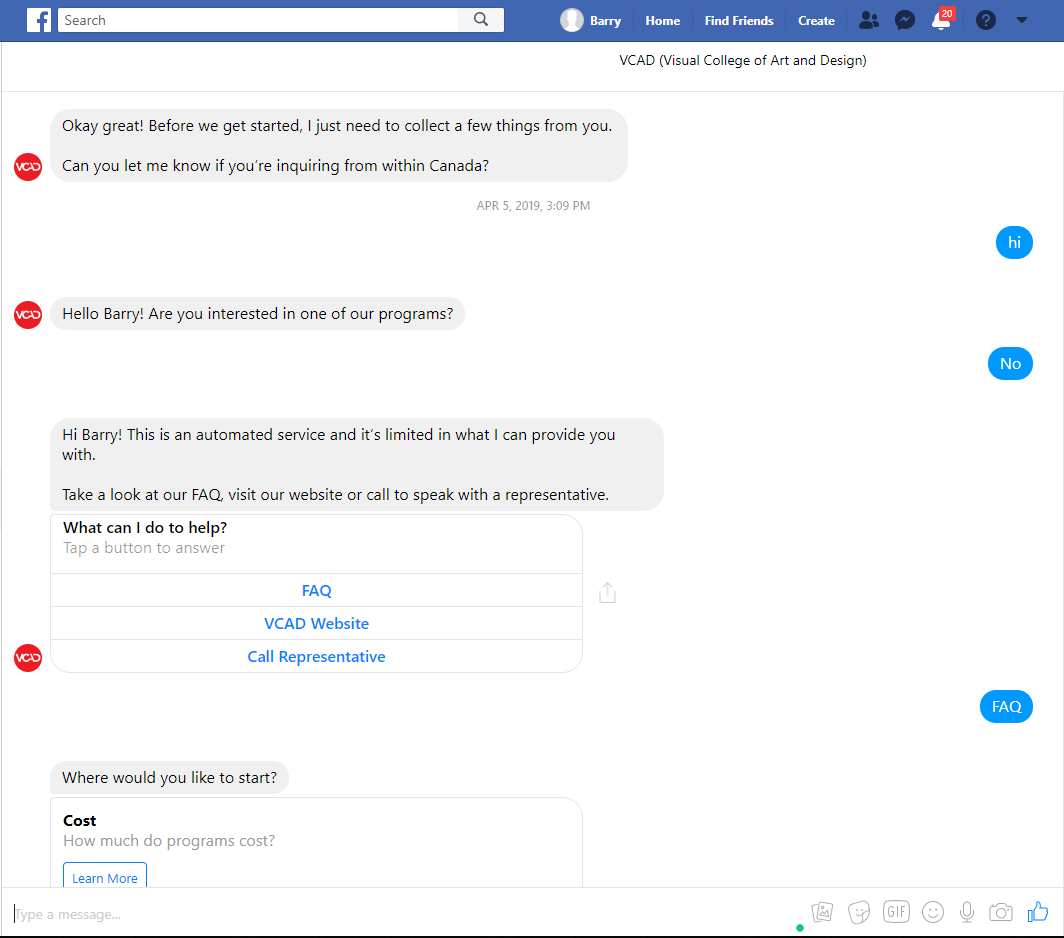 f Search Barry Home Find Friends Create 20 ?
VCAD (Visual College of Art and Design)
Okay great! Before we get started, I just need to collect a few things from you.
Can you let me know if you’re inquiring from within Canada?
VCAD
APR 5, 2019, 3:09 PM
hi
VCAD Hello Barry! Are you interested in one of our programs?
No
Hi Barry! This is an automated service and it’s limited in what I can provide you
with.
Take a look at our FAQ, visit our website or call to speak with a representative.
What can I do to help?
Tap a button to answer
FAQ
VCAD Website
Call Representative
VCAD
FAQ
Where would you like to start?
Cost
How much do programs cost?
Learn More
Type a message...
GIF